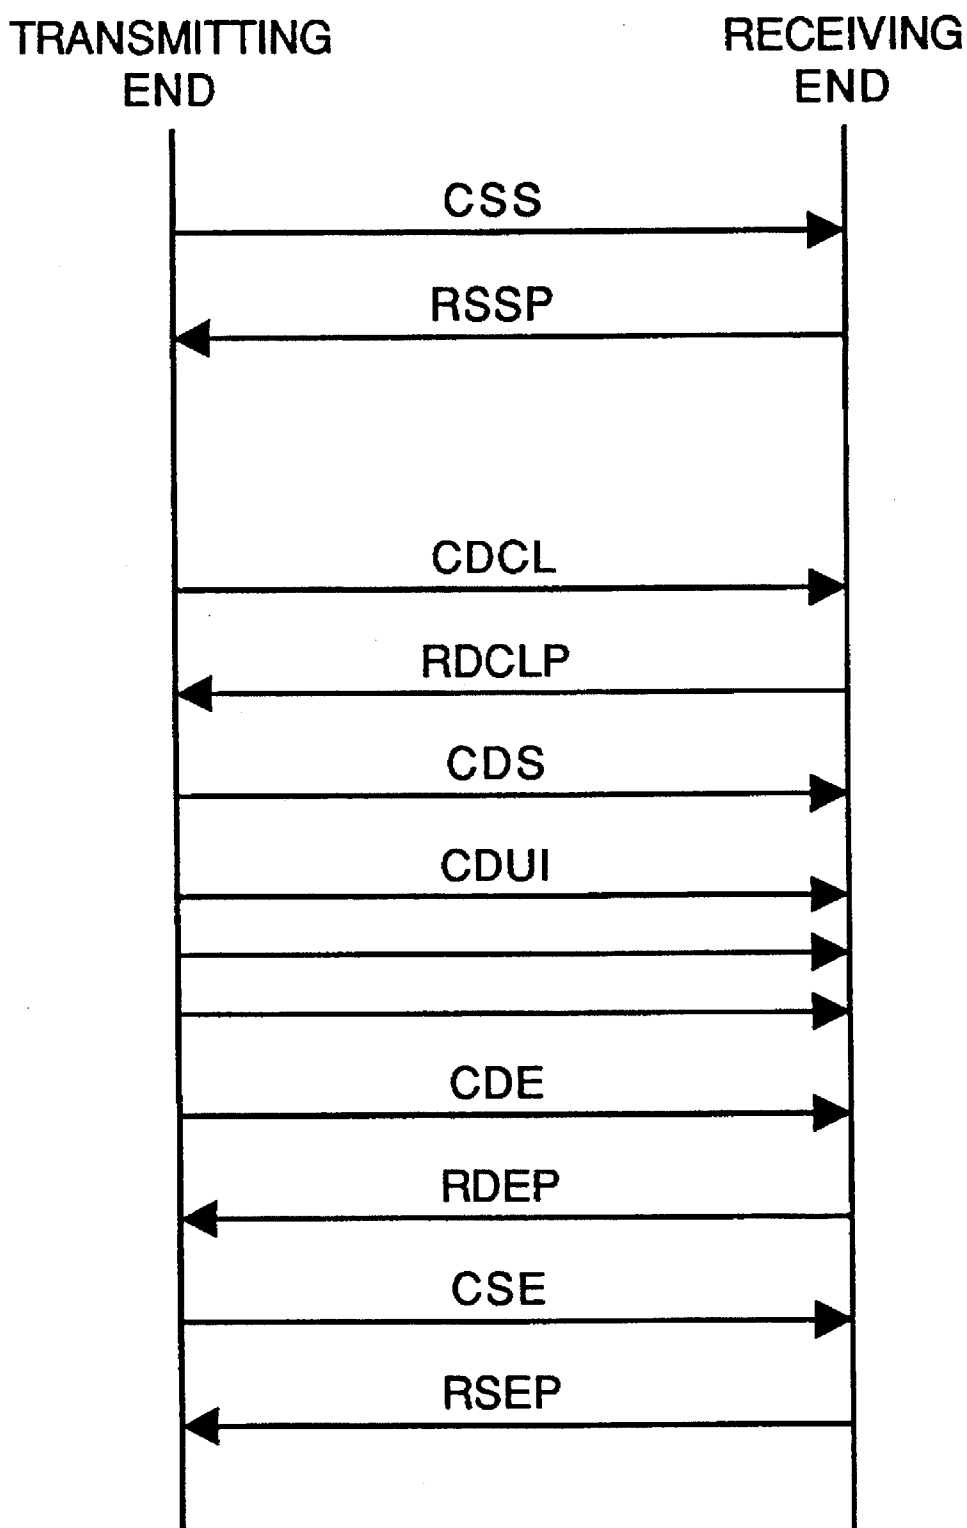 TRANSMITTING
END
RECEIVING
END
CSS
RSSP
CDCL
RDCLP
CDS
CDUI
CDE
RDEP
CSE
RSEP